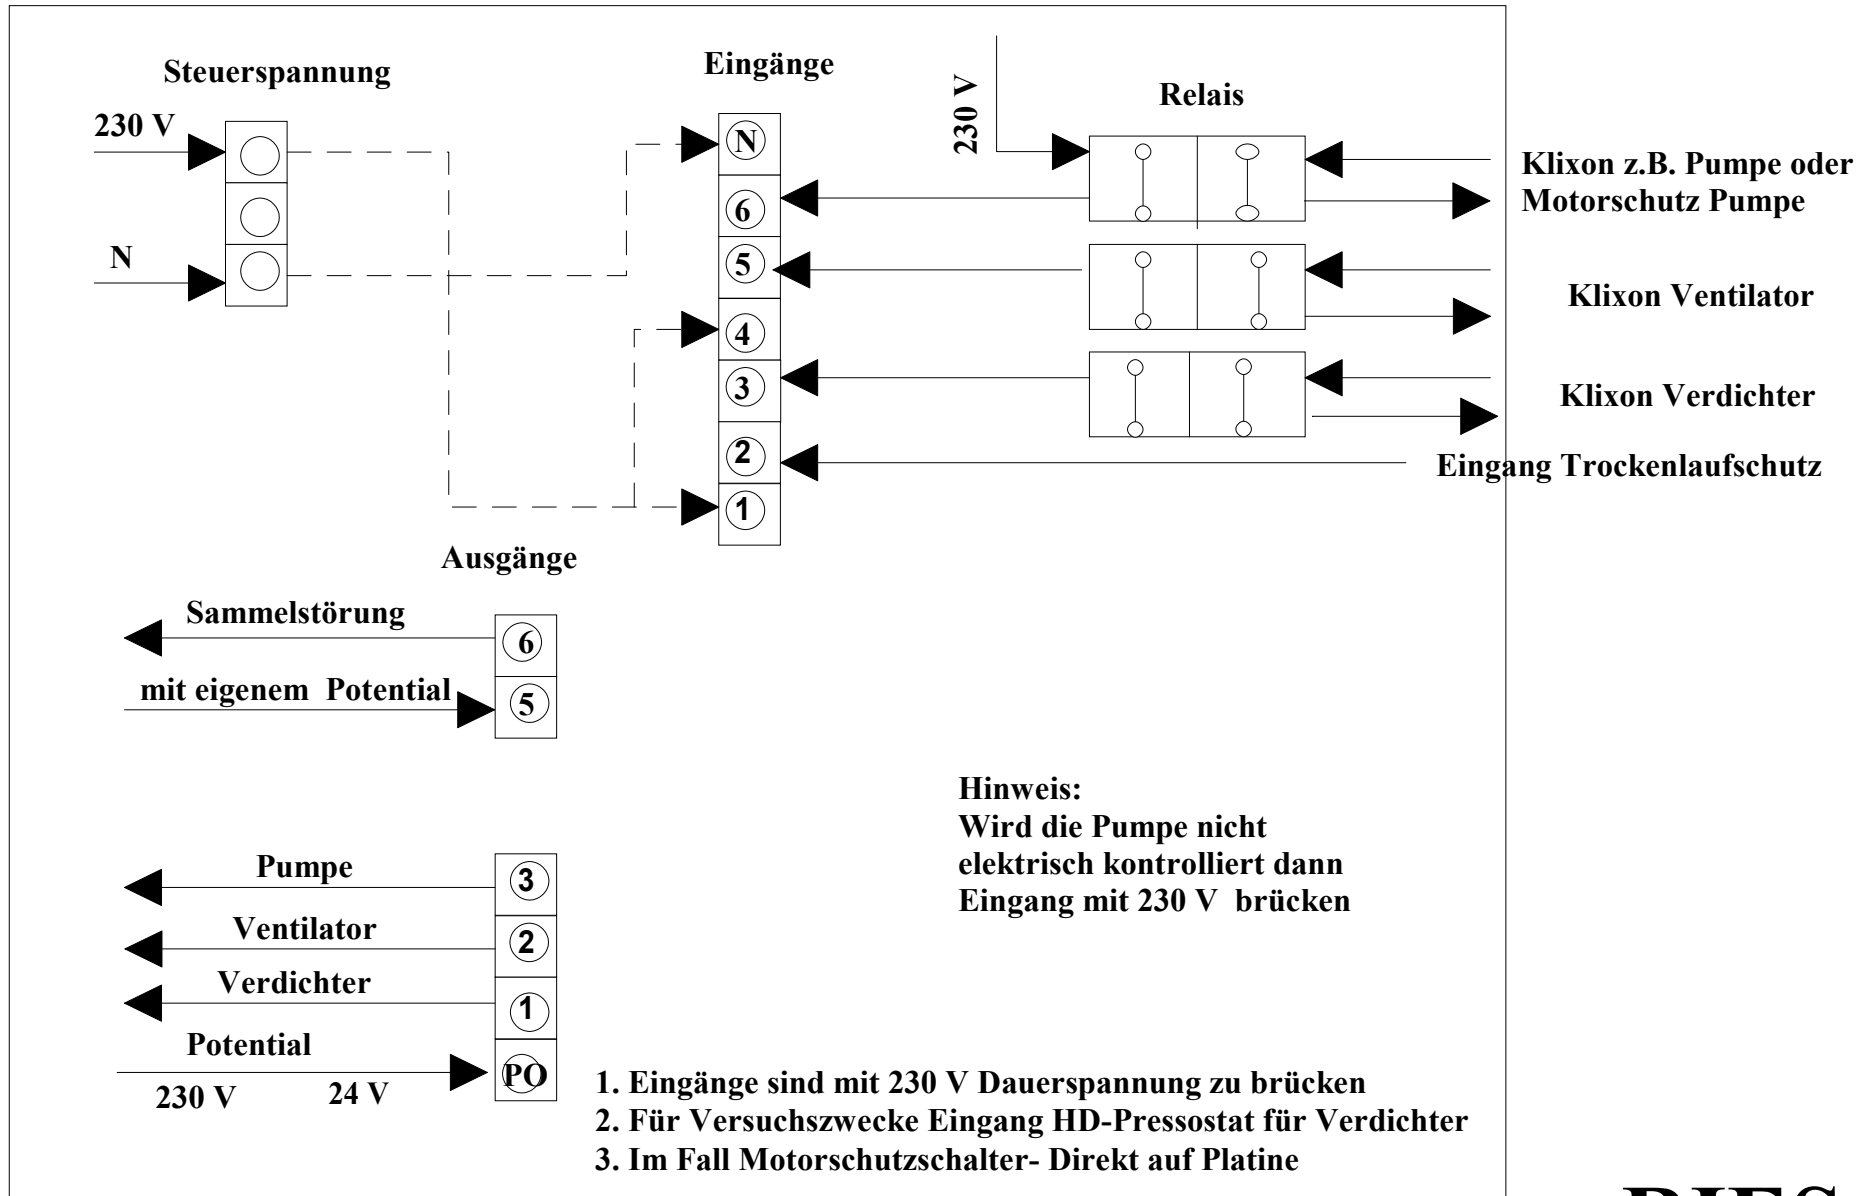 Steuerspannung
Eingänge
Relais
230 V
230 V
N
N
6
5
4
3
2
1
Klixon z.B. Pumpe oder
Motorschutz Pumpe
Klixon Ventilator
Klixon Verdichter
Eingang Trockenlaufschutz
Ausgänge
Sammelstörung
6
mit eigenem Potential
5
Hinweis:
Wird die Pumpe nicht
elektrisch kontrolliert dann
Eingang mit 230 V brücken
Pumpe
3
Ventilator
2
Verdichter
1
Potential
PO
230 V 24 V
1. Eingänge sind mit 230 V Dauerspannung zu brücken
2. Für Versuchszwecke Eingang HD-Pressostat für Verdichter
3. Im Fall Motorschutzschalter- Direkt auf Platine